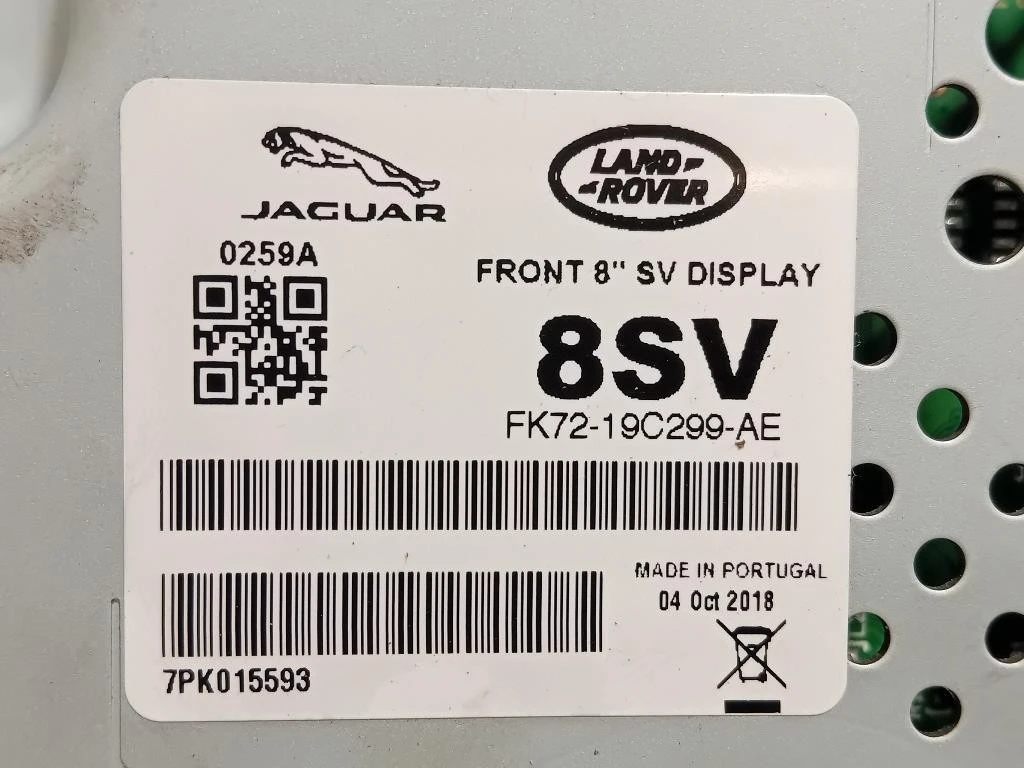 JAGUAR
LAND
ROVER
0259A
FRONT 8" SV DISPLAY
8SV
FK72-19C299-AE
MADE IN PORTUGAL
04 Oct 2018
7PK015593